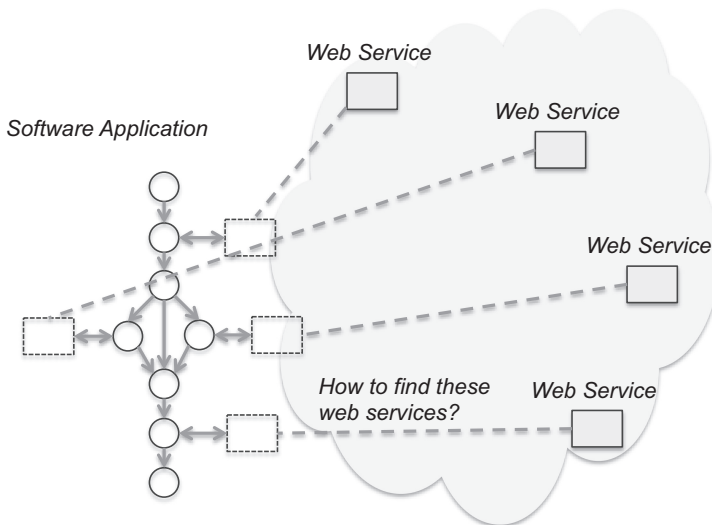 Web Service
Web Service
Software Application
Web Service
How to find these
web services?
Web Service